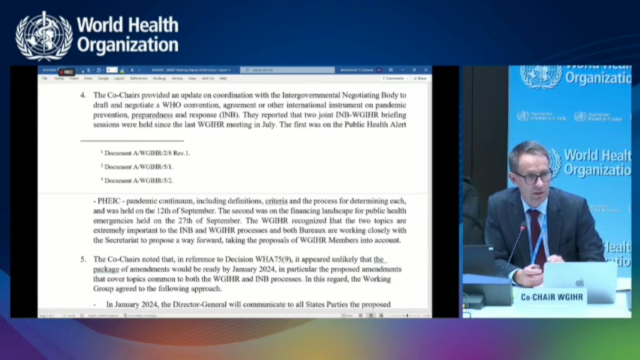 World Health
Organization
4. The Co-Chairs provided an update on coordination with the Intergovernmental Negotiating Body to
draft and negotiate a WHO convention, agreement or other international instrument on pandemic
prevention, preparedness and response (INB). They reported that two joint INB-WGIHR briefing
sessions were held since the last WGIHR meeting in July. The first was on the Public Health Alert
1 Document A/WGIHR/2/8 Rev.1.
2 Document A/WGIHR/5/1.
3 Document A/WGIHR/5/2.
- PHEIC - pandemic continuum, including definitions, criteria and the process for determining each,
and was held on the 12th of September. The second was on the financing landscape for public health
emergencies held on the 27th of September. The WGIHR recognized that the two topics are
extremely important to the INB and WGIHR processes and both Bureaux are working closely with
the Secretariat to propose a way forward, taking the proposals of WGIHR Members into account.
5. The Co-Chairs noted that, in reference to Decision WHA75(9), it appeared unlikely that the
package of amendments would be ready by January 2024, in particular the proposed amendments
that cover topics common to both the WGIHR and INB processes. In this regard, the Working
Group agreed to the following approach.
- In January 2024, the Director-General will communicate to all States Parties the proposed
World Health
Organization
World Health
Organizati
Co-CHAIR WGIHR